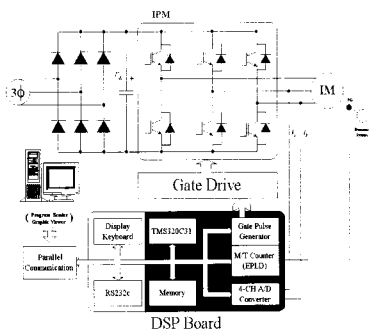 IPM
3ϕ
IM
Gate Drive
(Program Sender
Graphic Viewer)
Display
Keyboard
TMS320C31
Gate Pulse
Generator
Parallel
Communication
M/T Counter
(EPLD)
RS232c
Memory
4-CH A/D
Converter
DSP Board